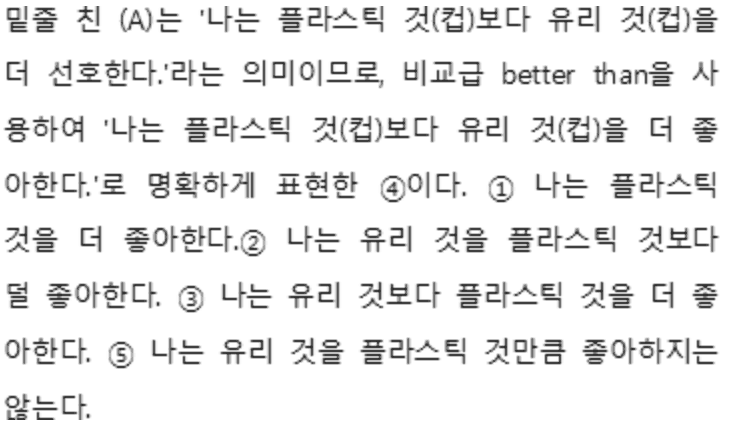 밑줄 친 (A)는 '나는 플라스틱 것(컵)보다 유리 것(컵)을
더 선호한다.'라는 의미이므로, 비교급 better than을 사
용하여 '나는 플라스틱 것(컵)보다 유리 것(컵)을 더 좋
아한다.'로 명확하게 표현한 ④이다. ① 나는 플라스틱
것을 더 좋아한다.② 나는 유리 것을 플라스틱 것보다
덜 좋아한다. ③ 나는 유리 것보다 플라스틱 것을 더 좋
아한다. ⑤ 나는 유리 것을 플라스틱 것만큼 좋아하지는
않는다.